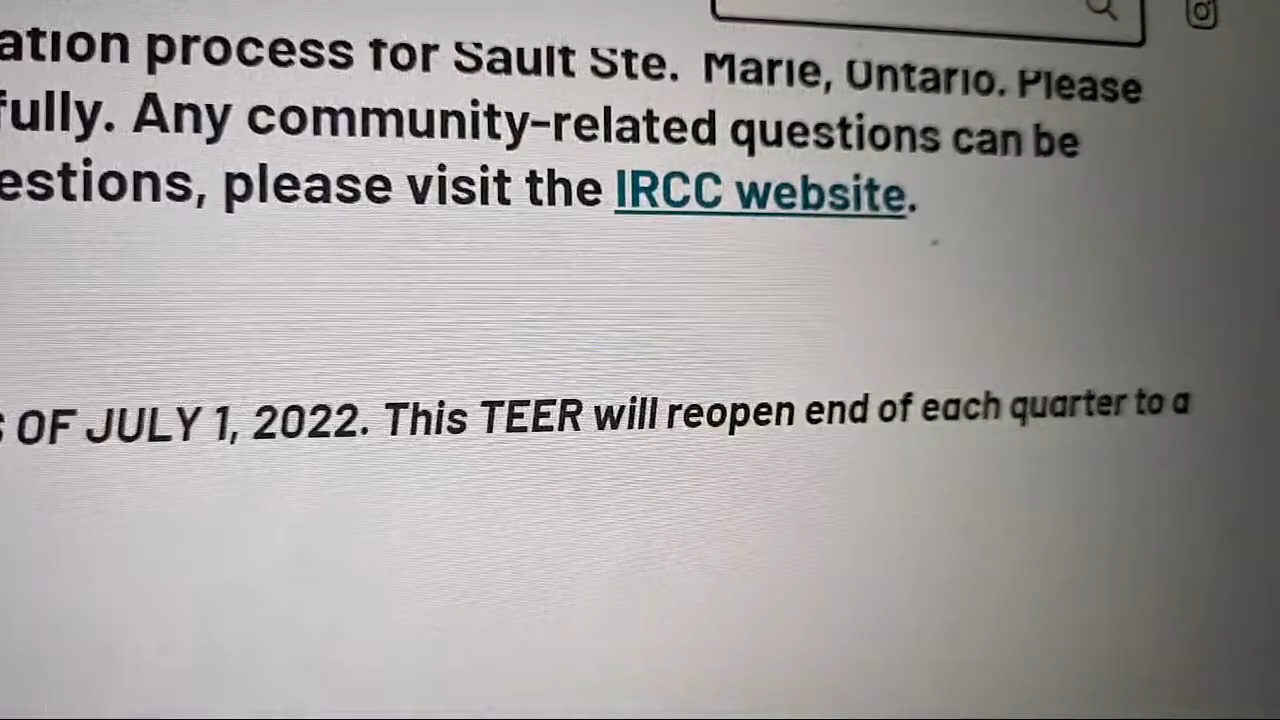 ation process for Sault Ste. Marie, Ontario. Please
fully. Any community-related questions can be
estions, please visit the IRCC website.
OF JULY 1, 2022. This TEER will reopen end of each quarter to a